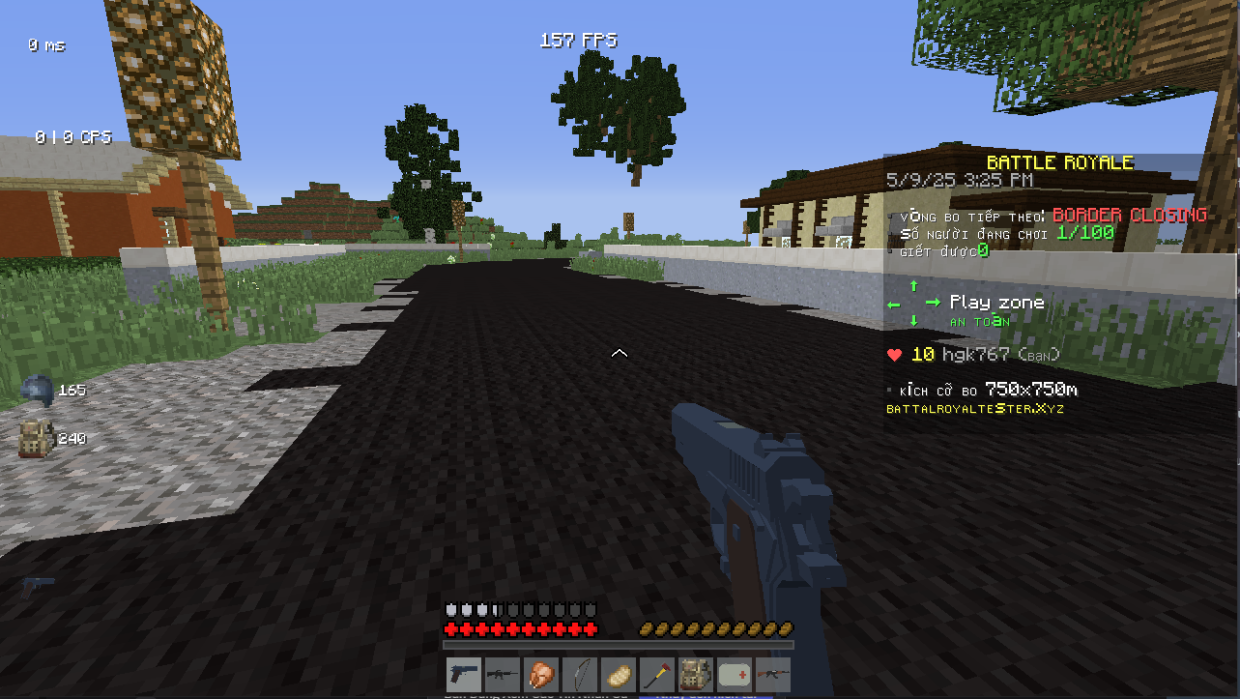 0 ms
157 FPS
0 | 0 CPS
BATTLE ROYALE
5/9/25 3:25 PM
VÒNG BO TIẾP THEO: BORDER CLOSING
SỐ NGƯỜI ĐANG CHƠI 1/100
GIẾT ĐƯỢC0
Play zone
AN TOÀN
10 hgk767 (BẠN)
KÍCH CỠ BO 750x750m
BATTALROYALTESTER.XYZ
165
240